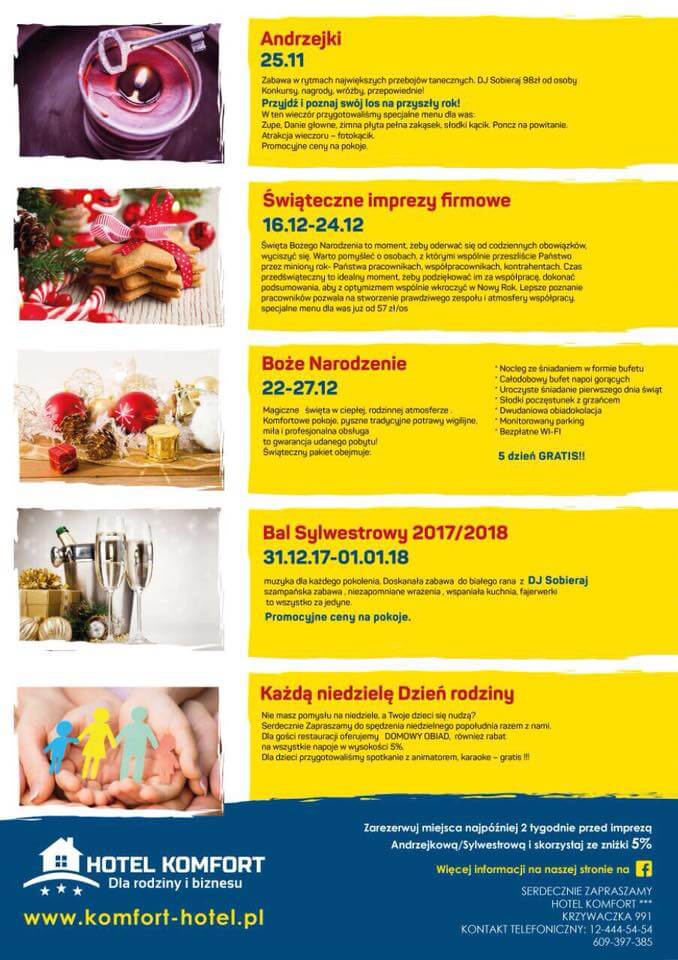 Andrzejki
25.11
Zabawa w rytmach największych przebojów tanecznych. DJ Sobieraj 98zł od osoby
Konkursy, nagrody, wróżby, przepowiednie!
Przyjdź i poznaj swój los na przyszły rok!
W ten wieczór przygotowaliśmy specjalne menu dla was:
Zupe, Danie głowne, zimna płyta pełna zakąsek, słodki kącik. Poncz na powitanie.
Atrakcja wieczoru – fotokącik.
Promocyjne ceny na pokoje.
Świąteczne imprezy firmowe
16.12-24.12
Święta Bożego Narodzenia to moment, żeby oderwać się od codziennych obowiązków,
wyciszyć się. Warto pomyśleć o osobach, z którymi wspólnie przeszliście Państwo
przez miniony rok- Państwa pracownikach, współpracownikach, kontrahentach. Czas
przedświąteczny to idealny moment, żeby podziękować im za współpracę, dokonać
podsumowania, aby z optymizmem wspólnie wkroczyć w Nowy Rok. Lepsze poznanie
pracowników pozwala na stworzenie prawdziwego zespołu i atmosfery współpracy.
specjalne menu dla was już od 57 zł/os
Boże Narodzenie
22-27.12
Magiczne święta w ciepłej, rodzinnej atmosferze .
Komfortowe pokoje, pyszne tradycyjne potrawy wigilijne,
miła i profesjonalna obsługa
to gwarancja udanego pobytu!
Świąteczny pakiet obejmuje:
* Nocleg ze śniadaniem w formie bufetu
* Całodobowy bufet napoi gorących
* Uroczyste śniadanie pierwszego dnia świąt
* Słodki poczęstunek z grzańcem
* Dwudaniowa obiadokolacja
* Monitorowany parking
* Bezpłatne WI-FI
5 dzień GRATIS!!
Bal Sylwestrowy 2017/2018
31.12.17-01.01.18
muzyka dla każdego pokolenia, Doskanała zabawa do białego rana z DJ Sobieraj
szampańska zabawa , niezapomniane wrażenia , wspaniała kuchnia, fajerwerki
to wszystko za jedyne.
Promocyjne ceny na pokoje.
Każdą niedzielę Dzień rodziny
Nie masz pomysłu na niedziele, a Twoje dzieci się nudzą?
Serdecznie Zapraszamy do spędzenia niedzielnego popołudnia razem z nami.
Dla gości restauracji oferujemy DOMOWY OBIAD, również rabat
na wszystkie napoje w wysokości 5%.
Dla dzieci przygotowaliśmy spotkanie z animatorem, karaoke – gratis !!!
Zarezerwuj miejsca najpóźniej 2 tygodnie przed imprezą
Andrzejkową/Sylwestrową i skorzystaj ze zniżki 5%
Więcej informacji na naszej stronie na f
HOTEL KOMFORT
Dla rodziny i biznesu
www.komfort-hotel.pl
SERDECZNIE ZAPRASZAMY
HOTEL KOMFORT ***
KRZYWACZKA 991
KONTAKT TELEFONICZNY: 12-444-54-54
609-397-385